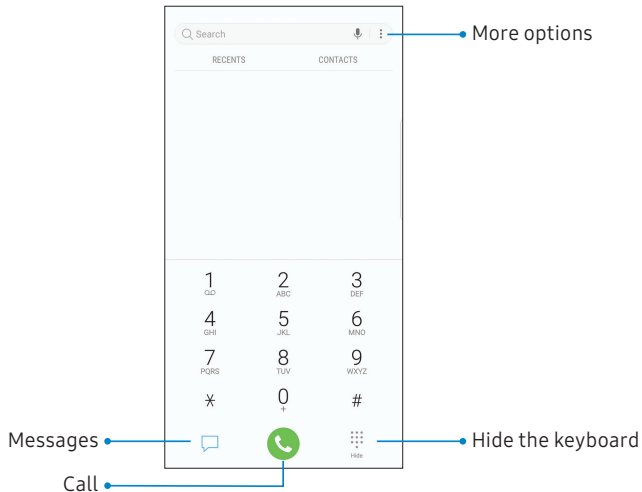 Search
More options
RECENTS CONTACTS
1 2 3
ABC DEF
4 5 6
GHI JKL MNO
7 8 9
PQRS TUV WXYZ
* 0 #
+
Messages
Hide the keyboard
Hide
Call